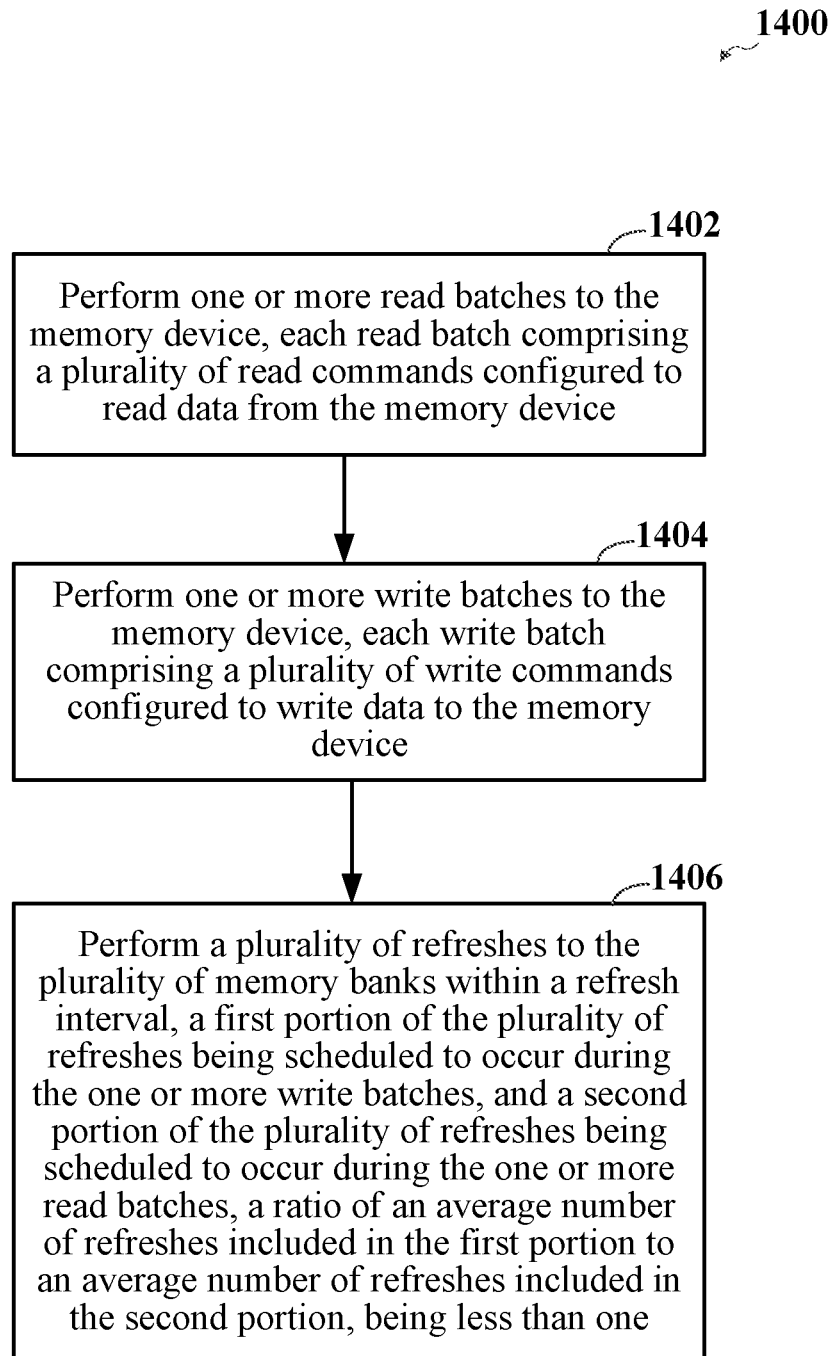 1400
1402
Perform one or more read batches to the
memory device, each read batch comprising
a plurality of read commands configured to
read data from the memory device
1404
Perform one or more write batches to the
memory device, each write batch
comprising a plurality of write commands
configured to write data to the memory
device
1406
Perform a plurality of refreshes to the
plurality of memory banks within a refresh
interval, a first portion of the plurality of
refreshes being scheduled to occur during
the one or more write batches, and a second
portion of the plurality of refreshes being
scheduled to occur during the one or more
read batches, a ratio of an average number
of refreshes included in the first portion to
an average number of refreshes included in
the second portion, being less than one